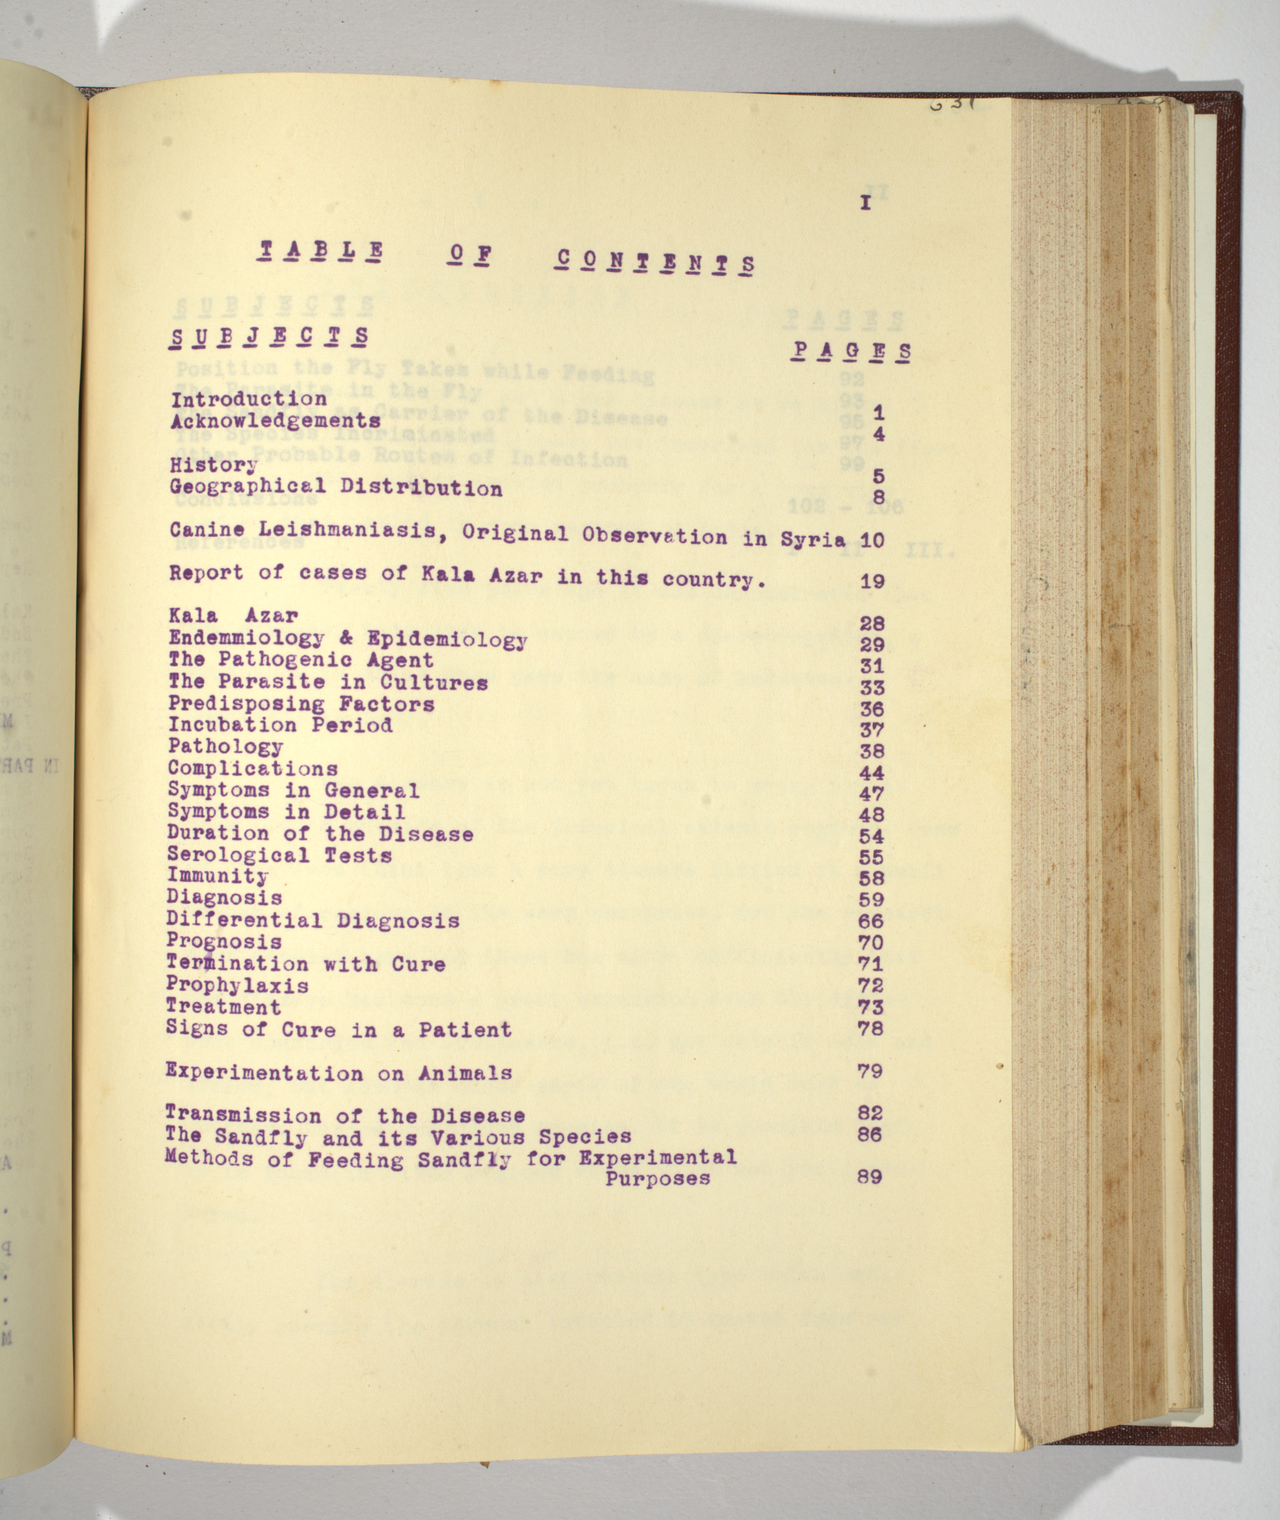 631
I
TABLE OF CONTENTS
SUBJECTS
PAGES
Introduction 1
Acknowledgements 4
History 5
Geographical Distribution 8
Canine Leishmaniasis, Original Observation in Syria 10
Report of cases of Kala Azar in this country. 19
Kala Azar 28
Endemmiology & Epidemiology 29
The Pathogenic Agent 31
The Parasite in Cultures 33
Predisposing Factors 36
Incubation Period 37
Pathology 38
Complications 44
Symptoms in General 47
Symptoms in Detail 48
Duration of the Disease 54
Serological Tests 55
Immunity 58
Diagnosis 59
Differential Diagnosis 66
Prognosis 70
Termination with Cure 71
Prophylaxis 72
Treatment 73
Signs of Cure in a Patient 78
Experimentation on Animals 79
Transmission of the Disease 82
The Sandfly and its Various Species 86
Methods of Feeding Sandfly for Experimental
Purposes 89